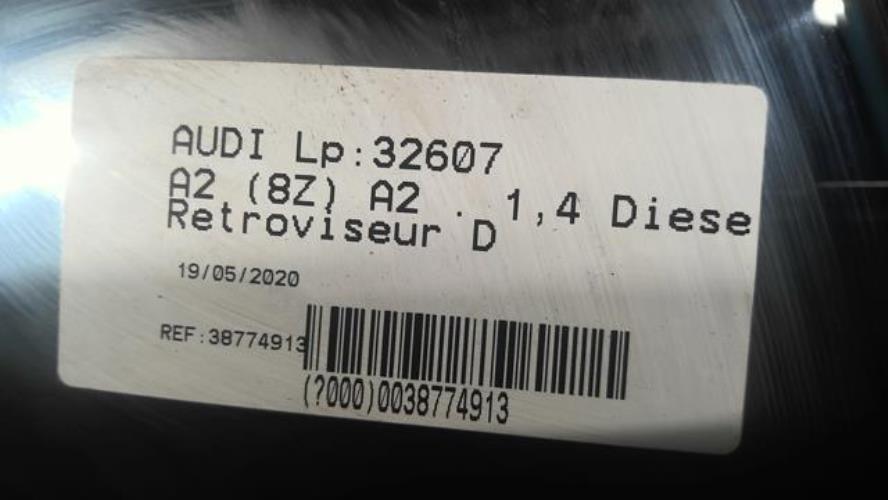 AUDI Lp:32607
A2 (8Z) A2 . 1,4 Diese
Retroviseur D
19/05/2020
REF:38774913
(?000)0038774913